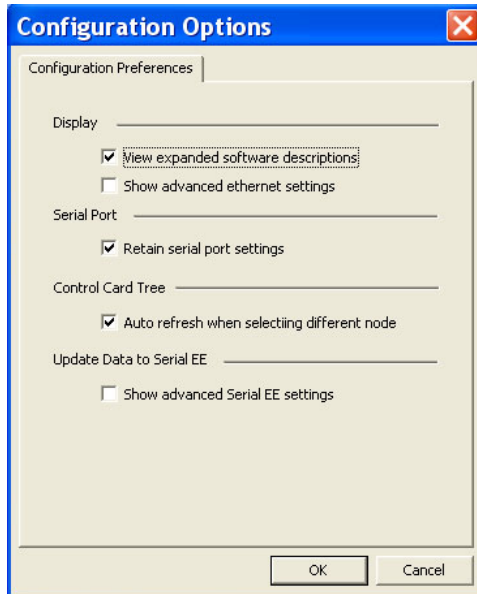 Configuration Options
Configuration Preferences
Display
View expanded software descriptions
Show advanced ethernet settings
Serial Port
Retain serial port settings
Control Card Tree
Auto refresh when selectiing different node
Update Data to Serial EE
Show advanced Serial EE settings
OK Cancel